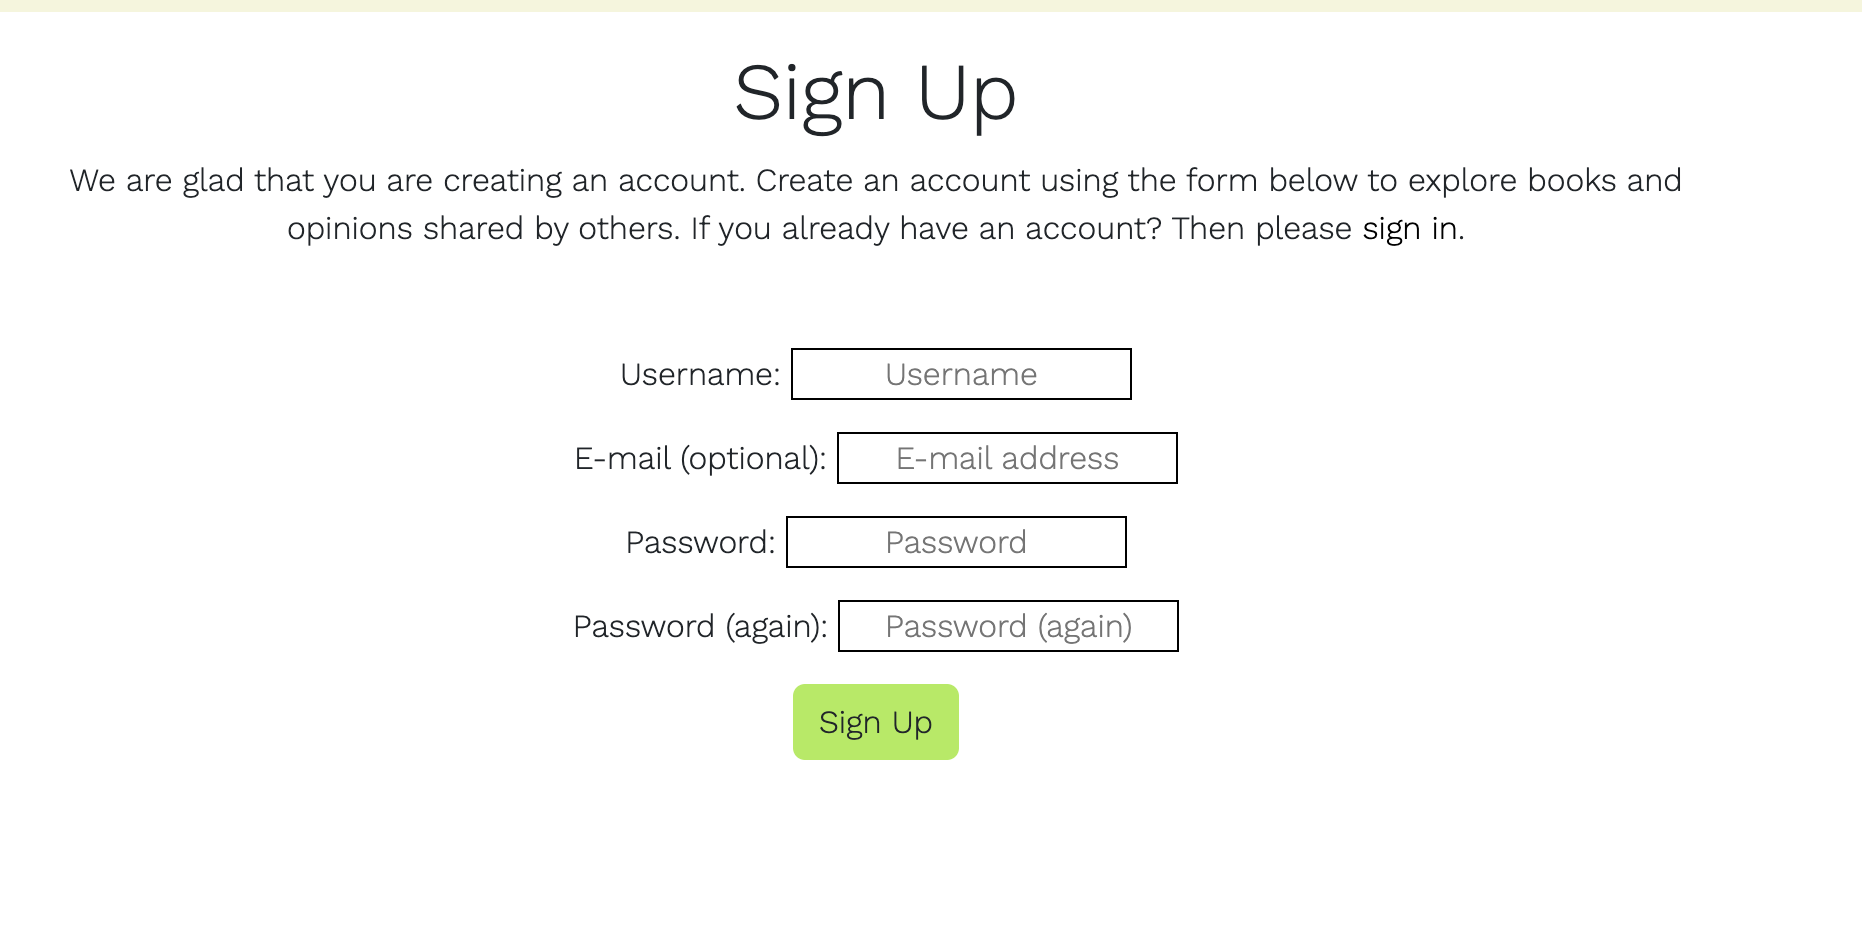 Sign Up
We are glad that you are creating an account. Create an account using the form below to explore books and
opinions shared by others. If you already have an account? Then please sign in.
Username: Username
E-mail (optional): E-mail address
Password: Password
Password (again): Password (again)
Sign Up